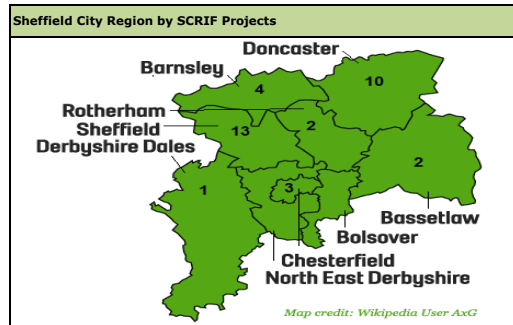 Sheffield City Region by SCRIF Projects
Doncaster
Barnsley
10
4
Rotherham
Sheffield
13
2
Derbyshire Dales
2
1
3
Bassetlaw
Bolsover
Chesterfield
North East Derbyshire
Map credit: Wikipedia User AxG